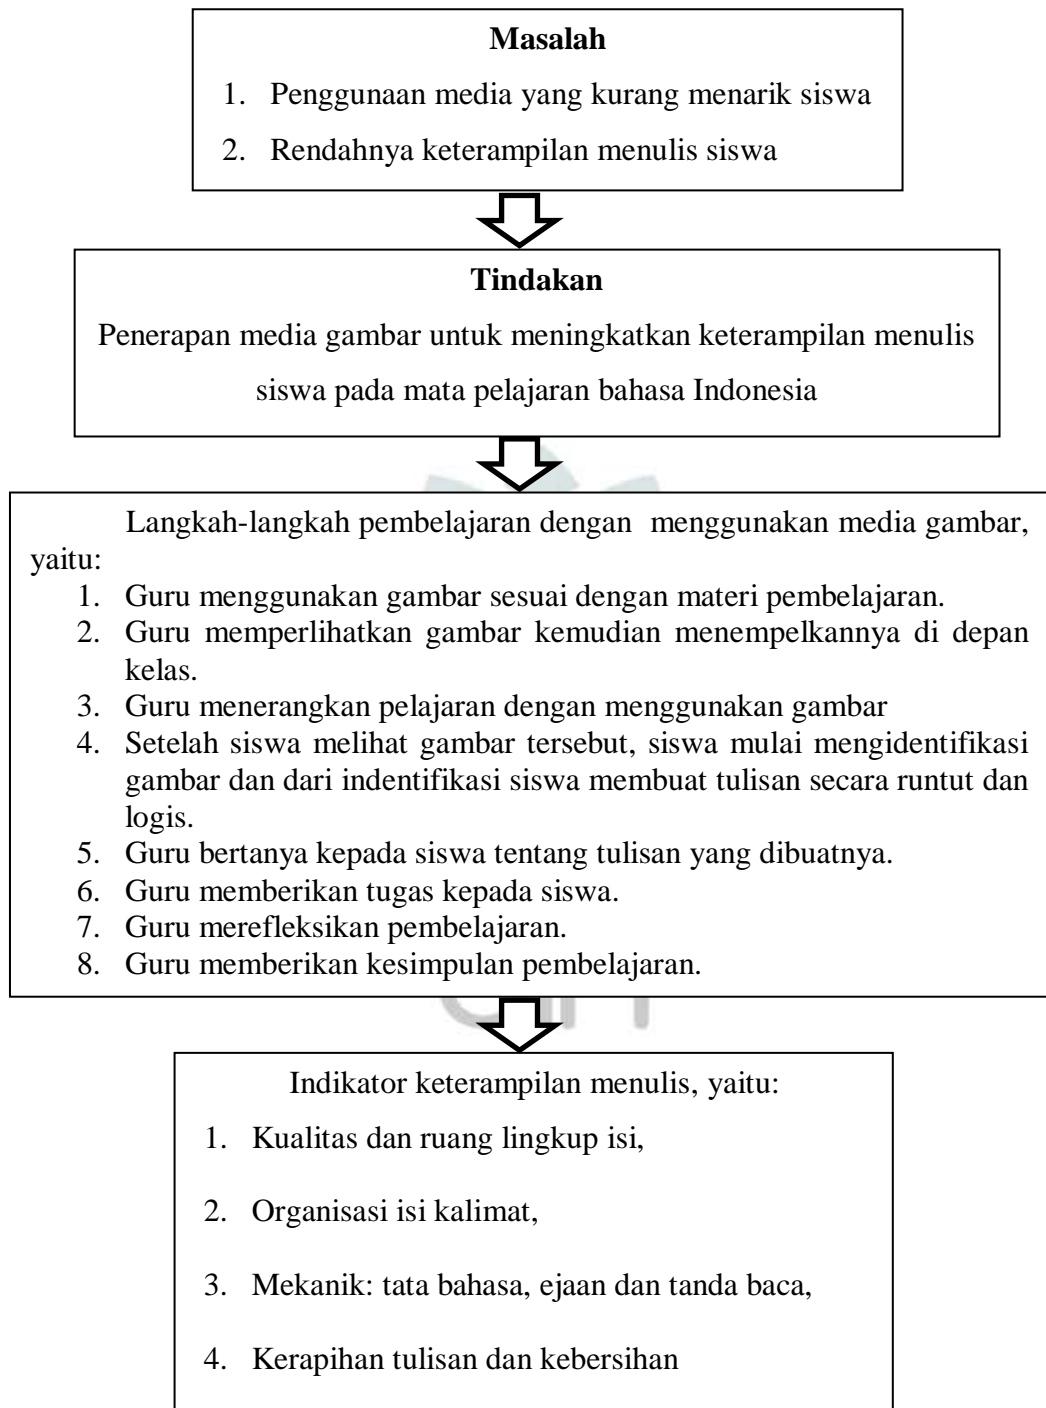 Masalah
1. Penggunaan media yang kurang menarik siswa
2. Rendahnya keterampilan menulis siswa
Tindakan
Penerapan media gambar untuk meningkatkan keterampilan menulis
siswa pada mata pelajaran bahasa Indonesia
Langkah-langkah pembelajaran dengan menggunakan media gambar,
yaitu:
1. Guru menggunakan gambar sesuai dengan materi pembelajaran.
2. Guru memperlihatkan gambar kemudian menempelkannya di depan
kelas.
3. Guru menerangkan pelajaran dengan menggunakan gambar
4. Setelah siswa melihat gambar tersebut, siswa mulai mengidentifikasi
gambar dan dari indentifikasi siswa membuat tulisan secara runtut dan
logis.
5. Guru bertanya kepada siswa tentang tulisan yang dibuatnya.
6. Guru memberikan tugas kepada siswa.
7. Guru merefleksikan pembelajaran.
8. Guru memberikan kesimpulan pembelajaran.
Indikator keterampilan menulis, yaitu:
1. Kualitas dan ruang lingkup isi,
2. Organisasi isi kalimat,
3. Mekanik: tata bahasa, ejaan dan tanda baca,
4. Kerapihan tulisan dan kebersihan